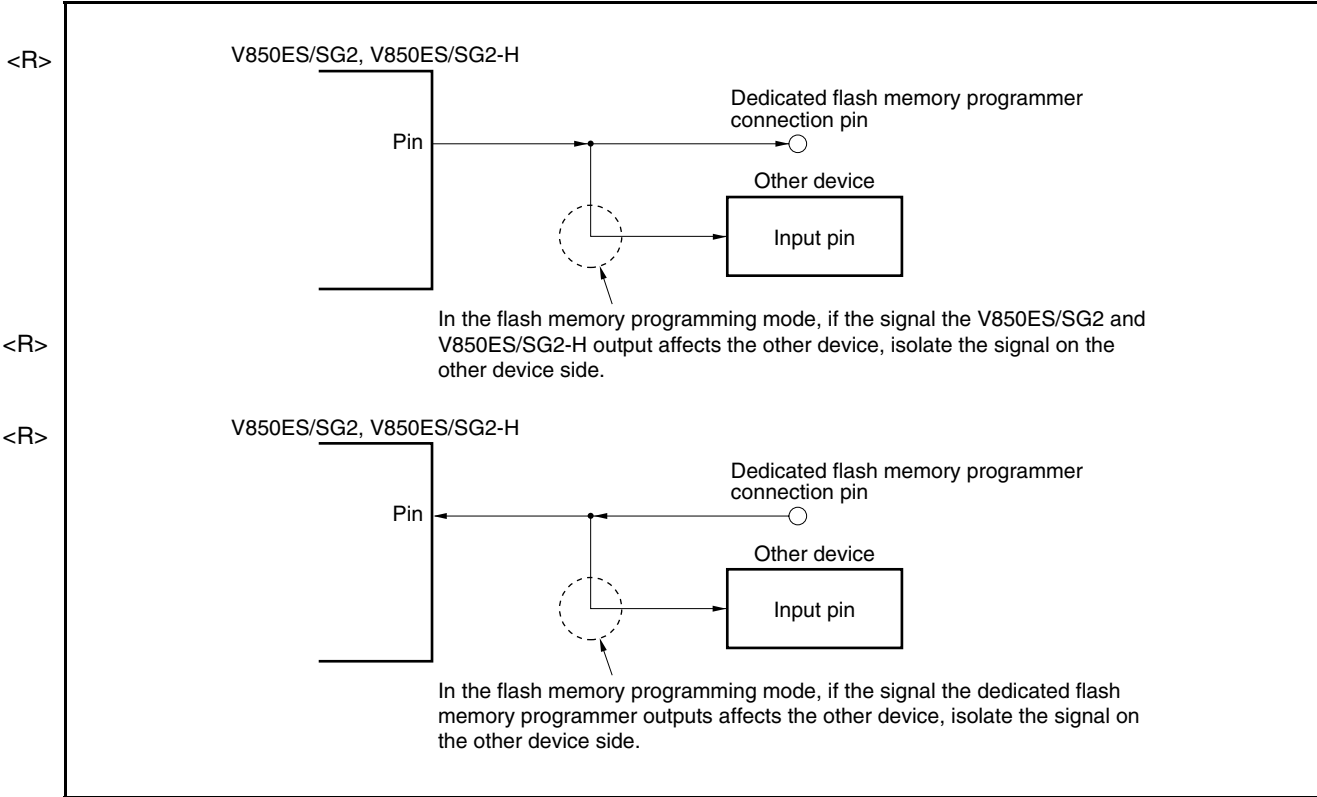 <R>
V850ES/SG2, V850ES/SG2-H
Dedicated flash memory programmer
connection pin
Pin
Other device
Input pin
In the flash memory programming mode, if the signal the V850ES/SG2 and
<R>
V850ES/SG2-H output affects the other device, isolate the signal on the
other device side.
<R>
V850ES/SG2, V850ES/SG2-H
Dedicated flash memory programmer
connection pin
Pin
Other device
Input pin
In the flash memory programming mode, if the signal the dedicated flash
memory programmer outputs affects the other device, isolate the signal on
the other device side.